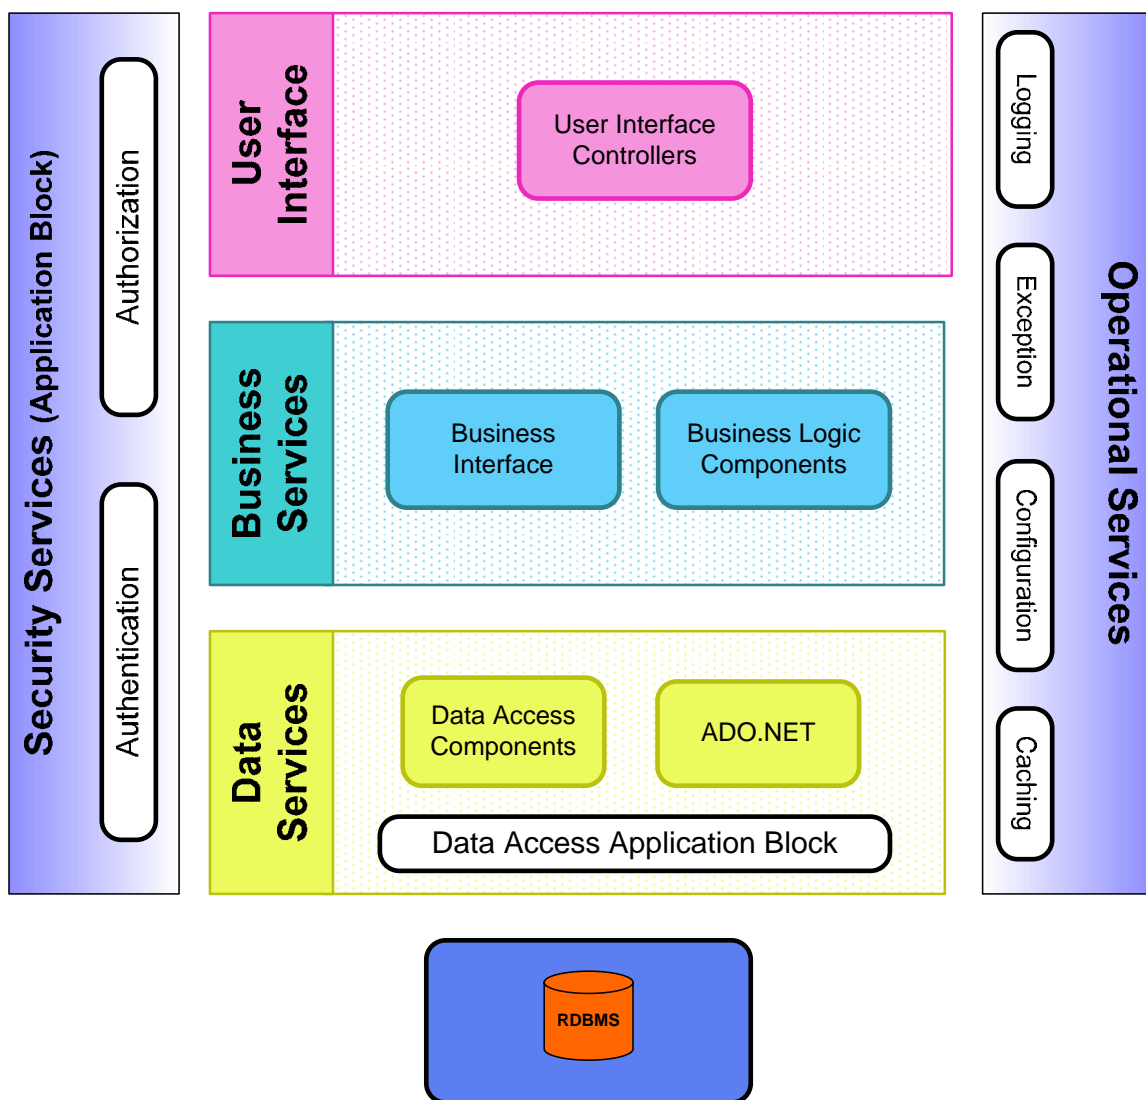 Security Services (Application Block)
Authorization
Authentication
User
Interface
User Interface
Controllers
Business
Services
Business
Interface
Business Logic
Components
Data
Services
Data Access
Components
ADO.NET
Data Access Application Block
RDBMS
Operational Services
Logging
Exception
Configuration
Caching